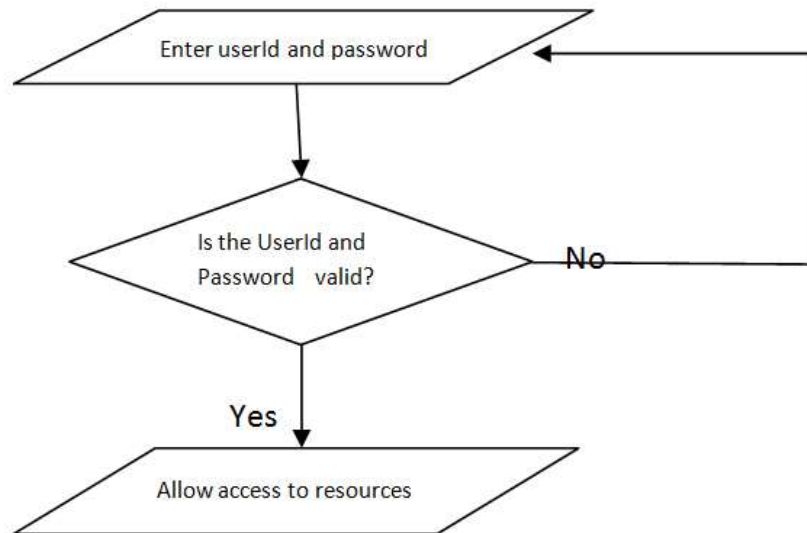 Enter userId and password
Is the UserId and
Password valid?
No
Yes
Allow access to resources